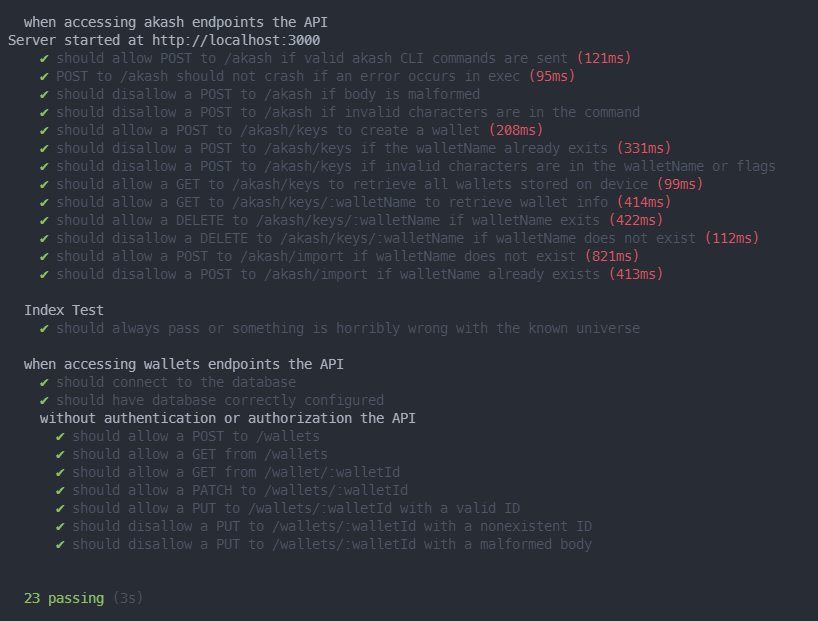 when accessing akash endpoints the API
Server started at http://localhost:3000
✔ should allow POST to /akash if valid akash CLI commands are sent (121ms)
✔ POST to /akash should not crash if an error occurs in exec (95ms)
✔ should disallow a POST to /akash if body is malformed
✔ should disallow a POST to /akash if invalid characters are in the command
✔ should allow a POST to /akash/keys to create a wallet (208ms)
✔ should disallow a POST to /akash/keys if the walletName already exits (331ms)
✔ should disallow a POST to /akash/keys if invalid characters are in the walletName or flags
✔ should allow a GET to /akash/keys to retrieve all wallets stored on device (99ms)
✔ should allow a GET to /akash/keys/:walletName to retrieve wallet info (414ms)
✔ should allow a DELETE to /akash/keys/:walletName if walletName exits (422ms)
✔ should disallow a DELETE to /akash/keys/:walletName if walletName does not exist (112ms)
✔ should allow a POST to /akash/import if walletName does not exist (821ms)
✔ should disallow a POST to /akash/import if walletName already exists (413ms)
Index Test
✔ should always pass or something is horribly wrong with the known universe
when accessing wallets endpoints the API
✔ should connect to the database
✔ should have database correctly configured
without authentication or authorization the API
✔ should allow a POST to /wallets
✔ should allow a GET from /wallets
✔ should allow a GET from /wallet/:walletId
✔ should allow a PATCH to /wallets/:walletId
✔ should allow a PUT to /wallets/:walletId with a valid ID
✔ should disallow a PUT to /wallets/:walletId with a nonexistent ID
✔ should disallow a PUT to /wallets/:walletId with a malformed body
23 passing (3s)